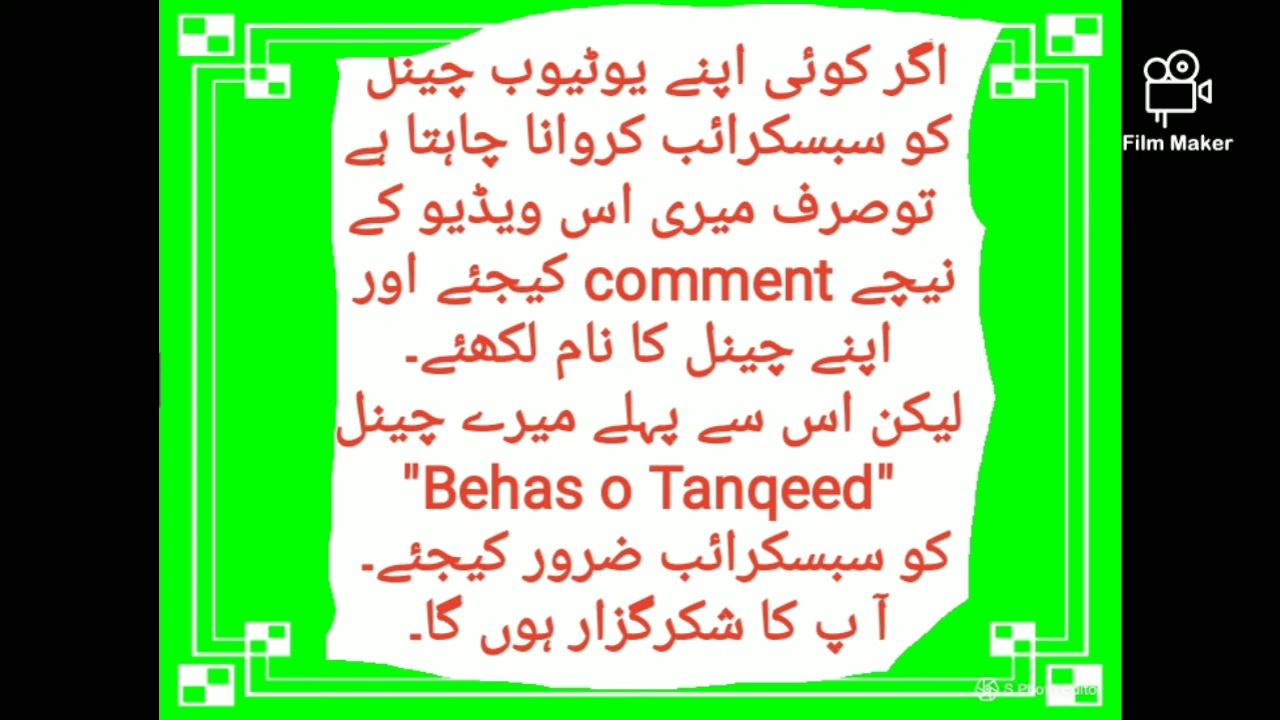 اگر کوئی اپنے یوٹیوب چینل
کو سبسکرائب کروانا چاہتا ہے
توصرف میری اس ویڈیو کے
نیچے comment کیجئے اور
اپنے چینل کا نام لکھئے۔
لیکن اس سے پہلے میرے چینل
"Behas o Tanqeed"
کو سبسکرائب ضرور کیجئے۔
آ پ کا شکرگزار ہوں گا۔
Film Maker
S Photo Editor